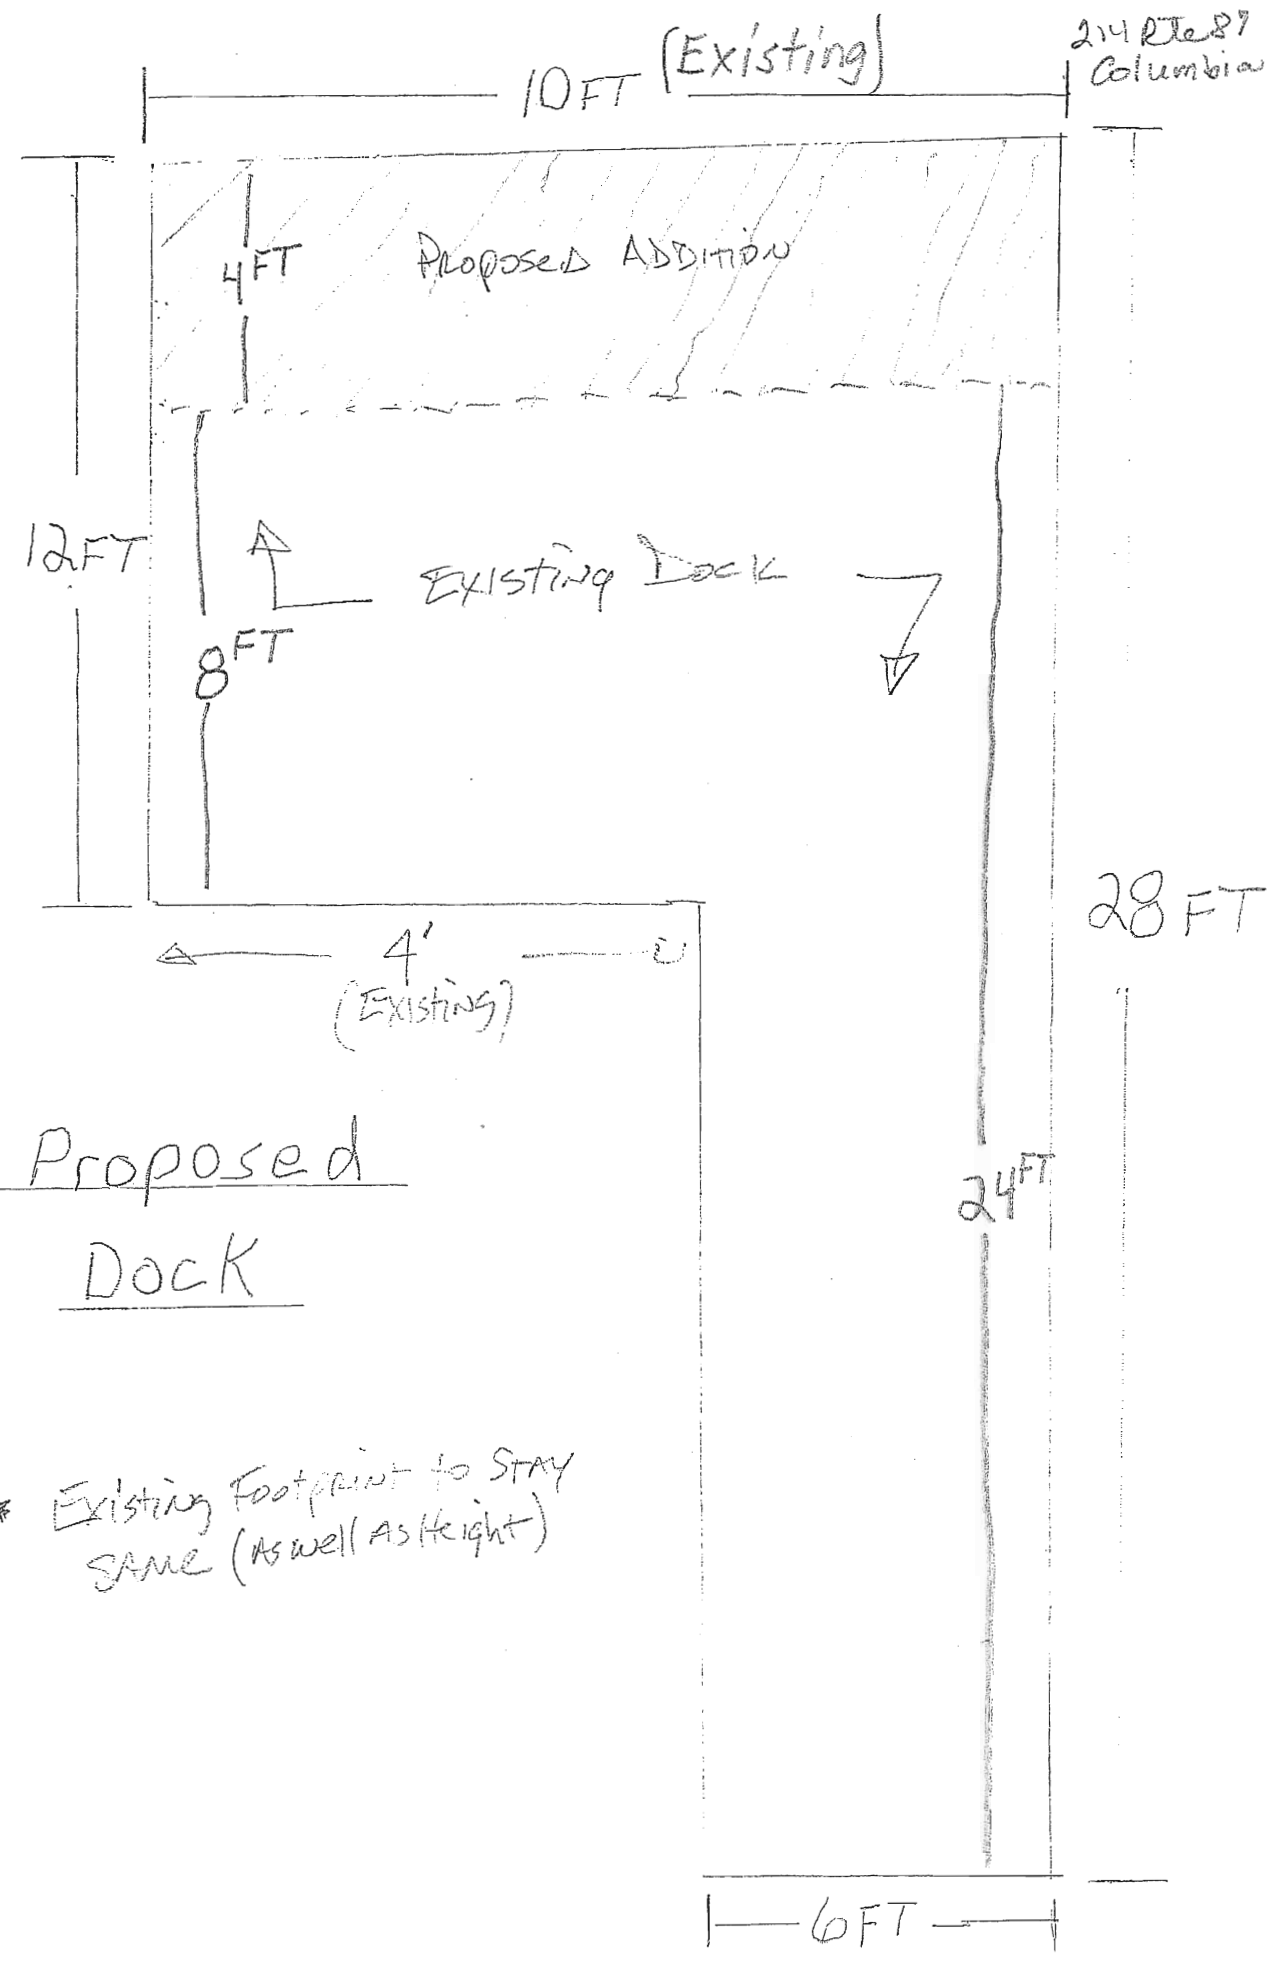 (Existing)
214 RTe 87
Columbia
10 FT
4 FT
PROPOSED ADDITION
12 FT
EXISTING DOCK
8 FT
28 FT
4'
(EXISTING)
Proposed
24 FT
DOCK
* EXISTING FOOTPRINT to STAY
SAME (AS WELL AS Height)
6 FT